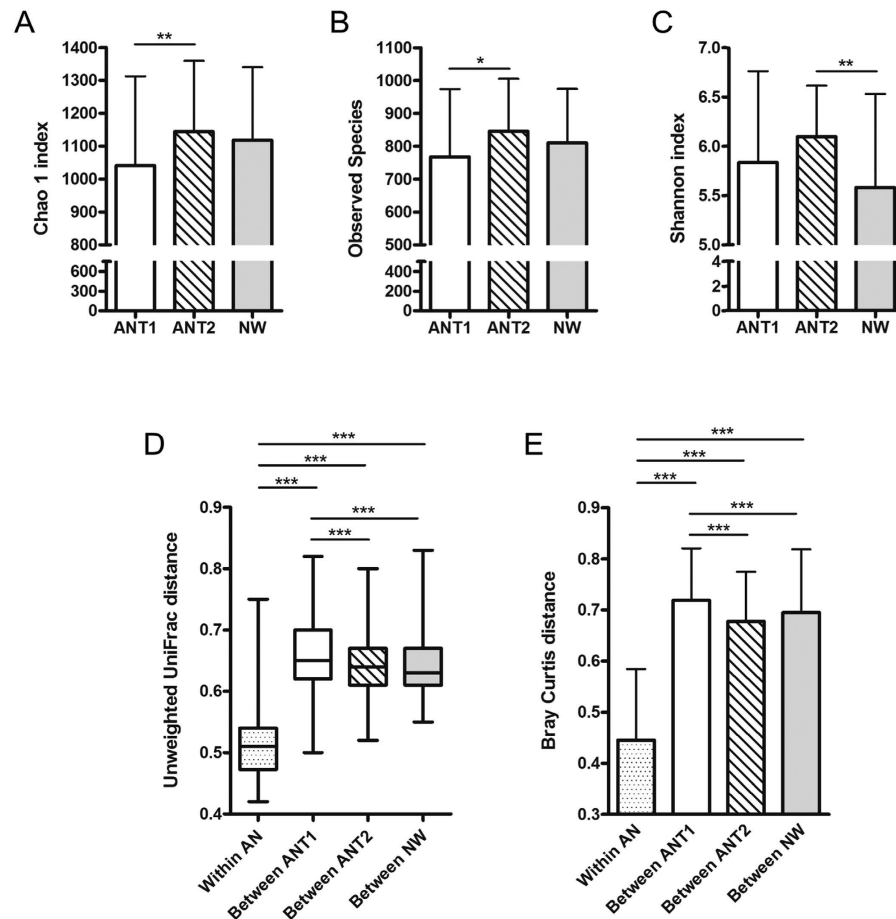 A
**
Chao 1 index
1400
1300
1200
1100
1000
900
800
750
600
450
300
150
0
ANT1 ANT2 NW
B
*
Observed Species
1100
1000
900
800
700
600
500
400
200
0
ANT1 ANT2 NW
C
**
Shannon index
7.0
6.5
6.0
5.5
5.0
4
2
0
ANT1 ANT2 NW
D
***
***
***
***
***
Unweighted UniFrac distance
0.9
0.8
0.7
0.6
0.5
0.4
Within AN
Between ANT1
Between ANT2
Between NW
E
***
***
***
***
***
Bray Curtis distance
0.9
0.8
0.7
0.6
0.5
0.4
0.3
Within AN
Between ANT1
Between ANT2
Between NW